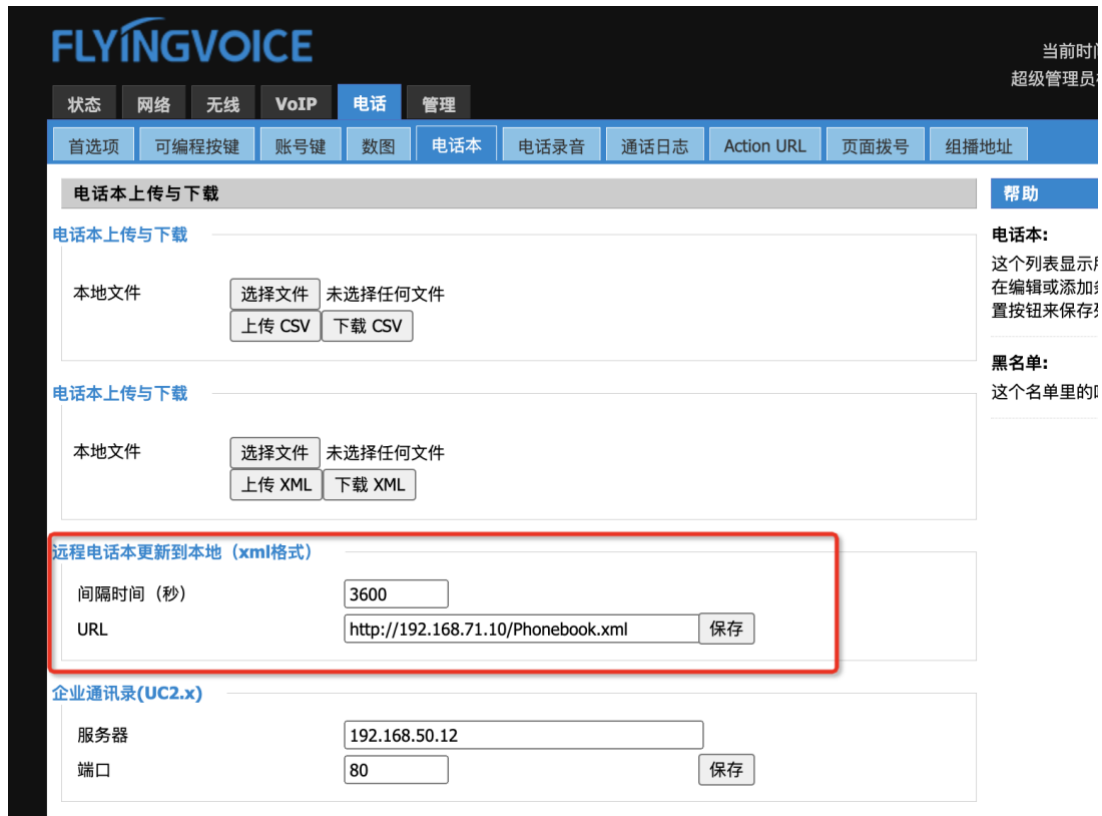 FLYINGVOICE
当前时间
超级管理员
状态 网络 无线 VoIP 电话 管理
首选项 可编程按键 账号键 数图 电话本 电话录音 通话日志 Action URL 页面拨号 组播地址
电话本上传与下载
帮助
电话本上传与下载
电话本:
这个列表显示
本地文件 选择文件 未选择任何文件
在编辑或添加
上传 CSV 下载 CSV
置按钮来保存
黑名单:
电话本上传与下载
这个名单里的
本地文件 选择文件 未选择任何文件
上传 XML 下载 XML
远程电话本更新到本地（xml格式）
间隔时间（秒） 3600
URL http://192.168.71.10/Phonebook.xml 保存
企业通讯录(UC2.x)
服务器 192.168.50.12
端口 80 保存